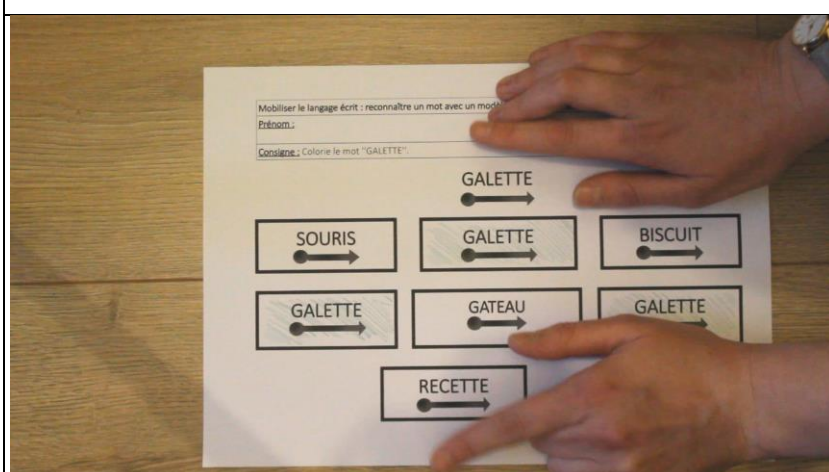 Mobiliser le langage écrit : reconnaître un mot avec un
Prénom :
Consigne : Colorie le mot "GALETTE".
GALETTE
SOURIS GALETTE BISCUIT
GALETTE GATEAU GALETTE
RECETTE